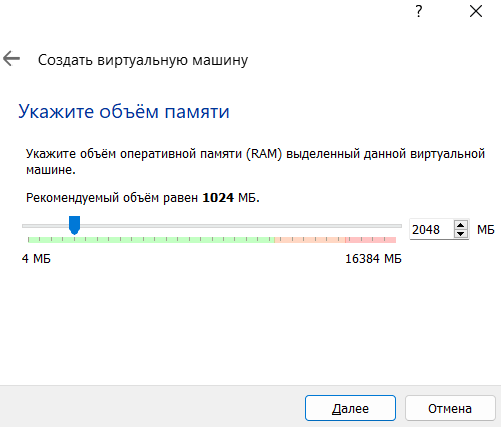 ?
Создать виртуальную машину
Укажите объём памяти
Укажите объём оперативной памяти (RAM) выделенный данной виртуальной
машине.
Рекомендуемый объём равен 1024 МБ.
2048 МБ
4 МБ 16384 МБ
Далее Отмена